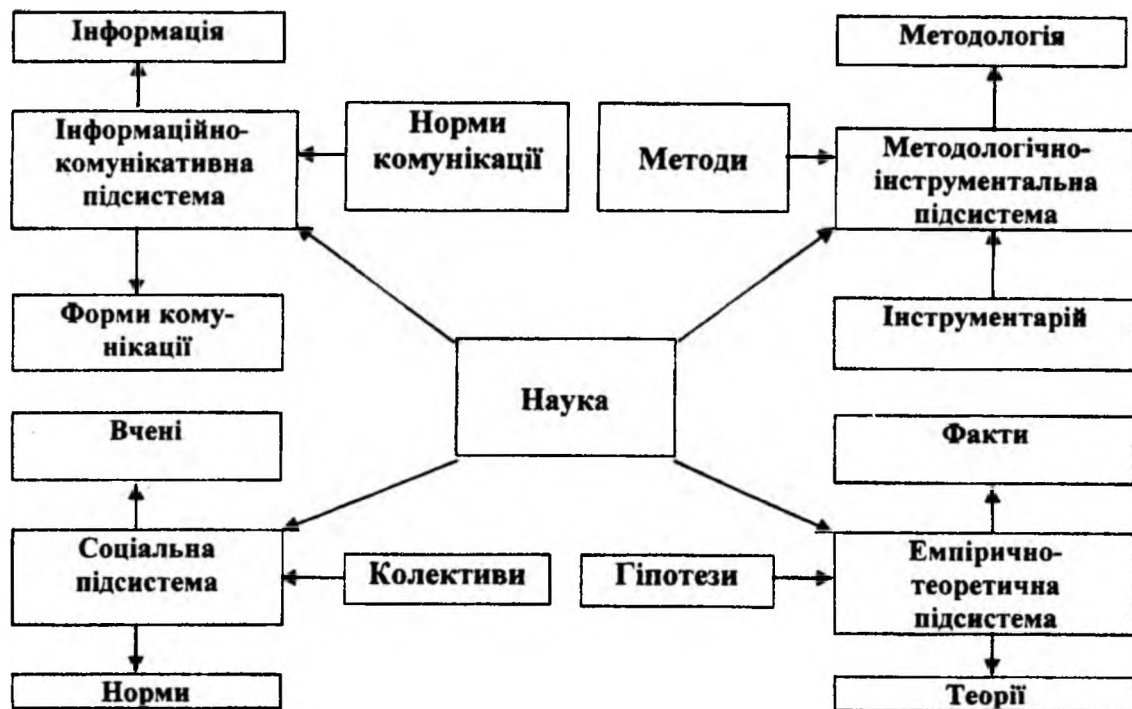 Інформація
Методологія
Інформаційно-
комунікативна
підсистема
Норми
комунікації
Методи
Методологічно-
інструментальна
підсистема
Форми кому-
нікації
Інструментарій
Наука
Вчені
Факти
Соціальна
підсистема
Колективи
Гіпотези
Емпірично-
теоретична
підсистема
Норми
Теорії